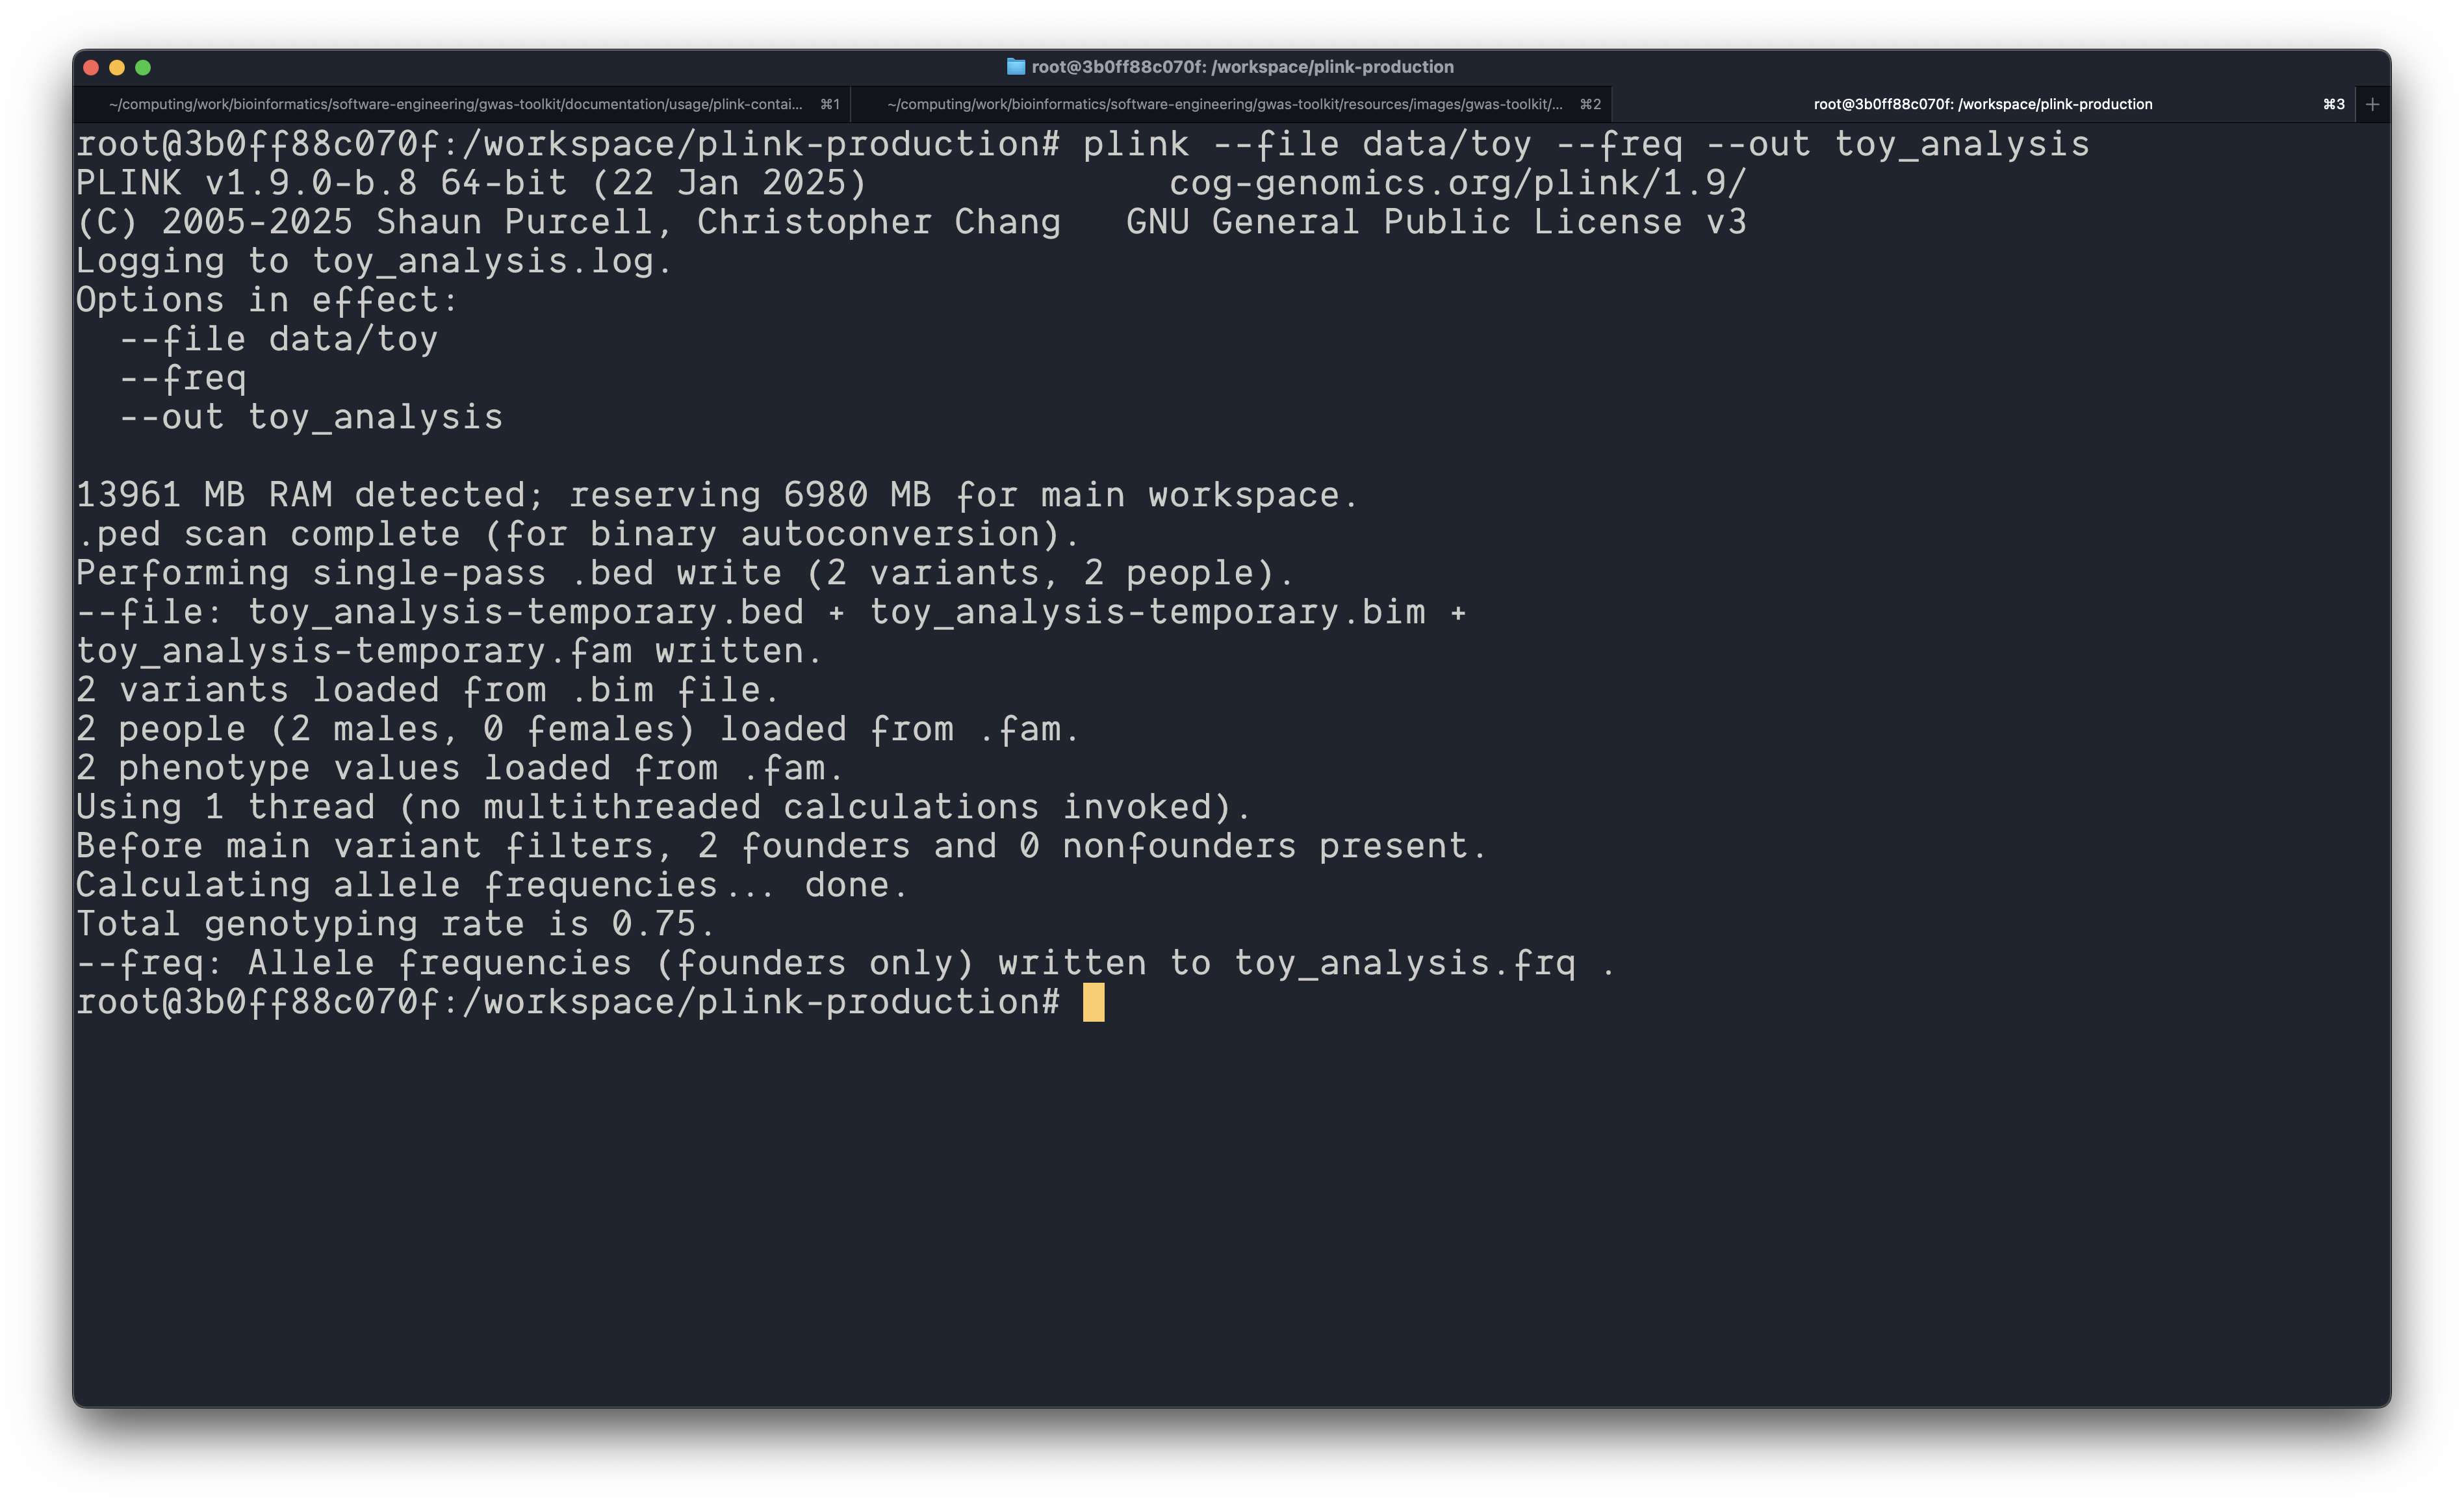 root@3b0ff88c070f: /workspace/plink-production
~/computing/work/bioinformatics/software-engineering/gwas-toolkit/documentation/usage/plink-contai... ⌘1
~/computing/work/bioinformatics/software-engineering/gwas-toolkit/resources/images/gwas-toolkit/... ⌘2
root@3b0ff88c070f: /workspace/plink-production ⌘3
root@3b0ff88c070f:/workspace/plink-production# plink --file data/toy --freq --out toy_analysis
PLINK v1.9.0-b.8 64-bit (22 Jan 2025)              cog-genomics.org/plink/1.9/
(C) 2005-2025 Shaun Purcell, Christopher Chang   GNU General Public License v3
Logging to toy_analysis.log.
Options in effect:
  --file data/toy
  --freq
  --out toy_analysis

13961 MB RAM detected; reserving 6980 MB for main workspace.
.ped scan complete (for binary autoconversion).
Performing single-pass .bed write (2 variants, 2 people).
--file: toy_analysis-temporary.bed + toy_analysis-temporary.bim +
toy_analysis-temporary.fam written.
2 variants loaded from .bim file.
2 people (2 males, 0 females) loaded from .fam.
2 phenotype values loaded from .fam.
Using 1 thread (no multithreaded calculations invoked).
Before main variant filters, 2 founders and 0 nonfounders present.
Calculating allele frequencies... done.
Total genotyping rate is 0.75.
--freq: Allele frequencies (founders only) written to toy_analysis.frq .
root@3b0ff88c070f:/workspace/plink-production#